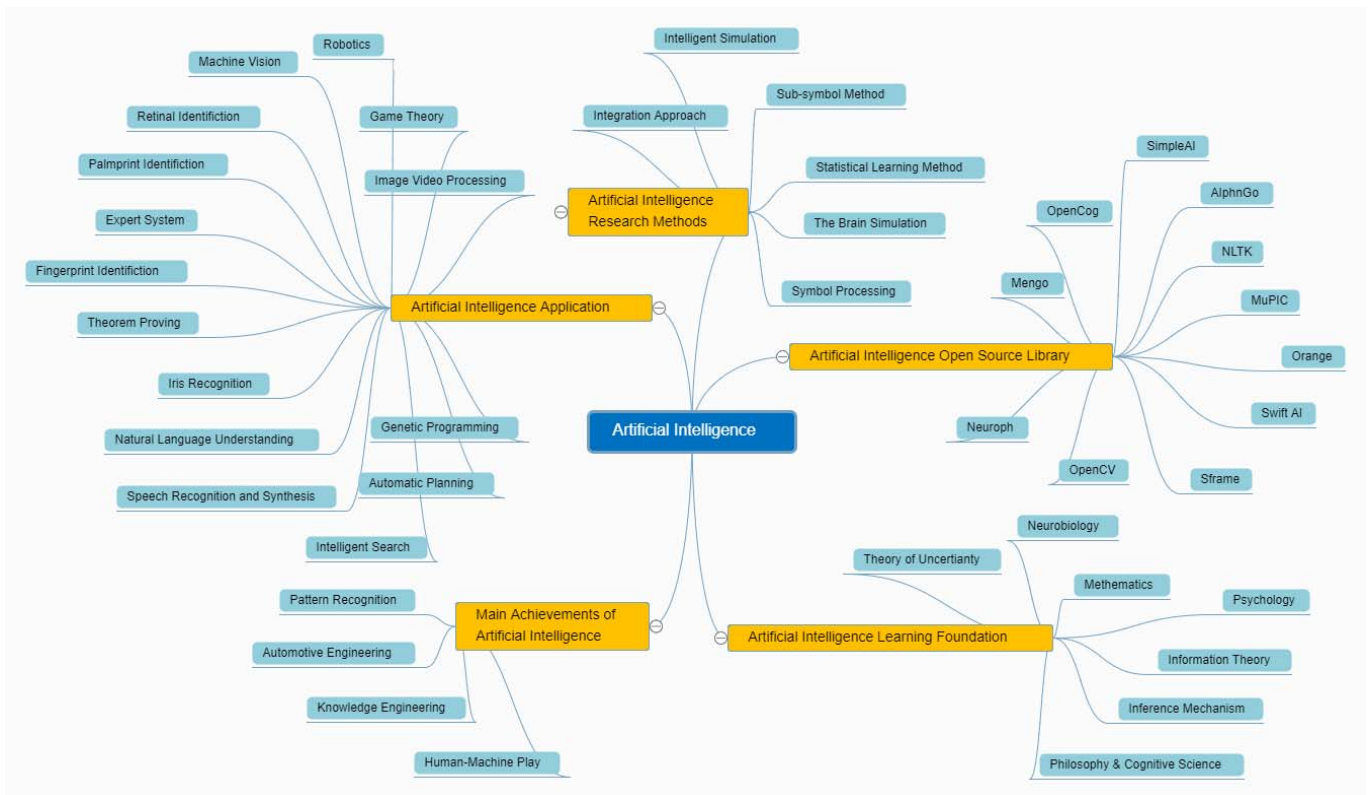 Artificial Intelligence
Artificial Intelligence Application
Robotics
Machine Vision
Retinal Identifiction
Palmprint Identifiction
Expert System
Fingerprint Identifiction
Theorem Proving
Iris Recognition
Natural Language Understanding
Speech Recognition and Synthesis
Intelligent Search
Automatic Planning
Genetic Programming
Image Video Processing
Game Theory
Artificial Intelligence
Research Methods
Intelligent Simulation
Integration Approach
Sub-symbol Method
Statistical Learning Method
The Brain Simulation
Symbol Processing
Artificial Intelligence Open Source Library
SimpleAI
AlphnGo
OpenCog
NLTK
Mengo
MuPIC
Orange
Swift AI
Neuroph
OpenCV
Sframe
Main Achievements of
Artificial Intelligence
Pattern Recognition
Automotive Engineering
Knowledge Engineering
Human-Machine Play
Artificial Intelligence Learning Foundation
Neurobiology
Theory of Uncertianty
Methematics
Psychology
Information Theory
Inference Mechanism
Philosophy & Cognitive Science